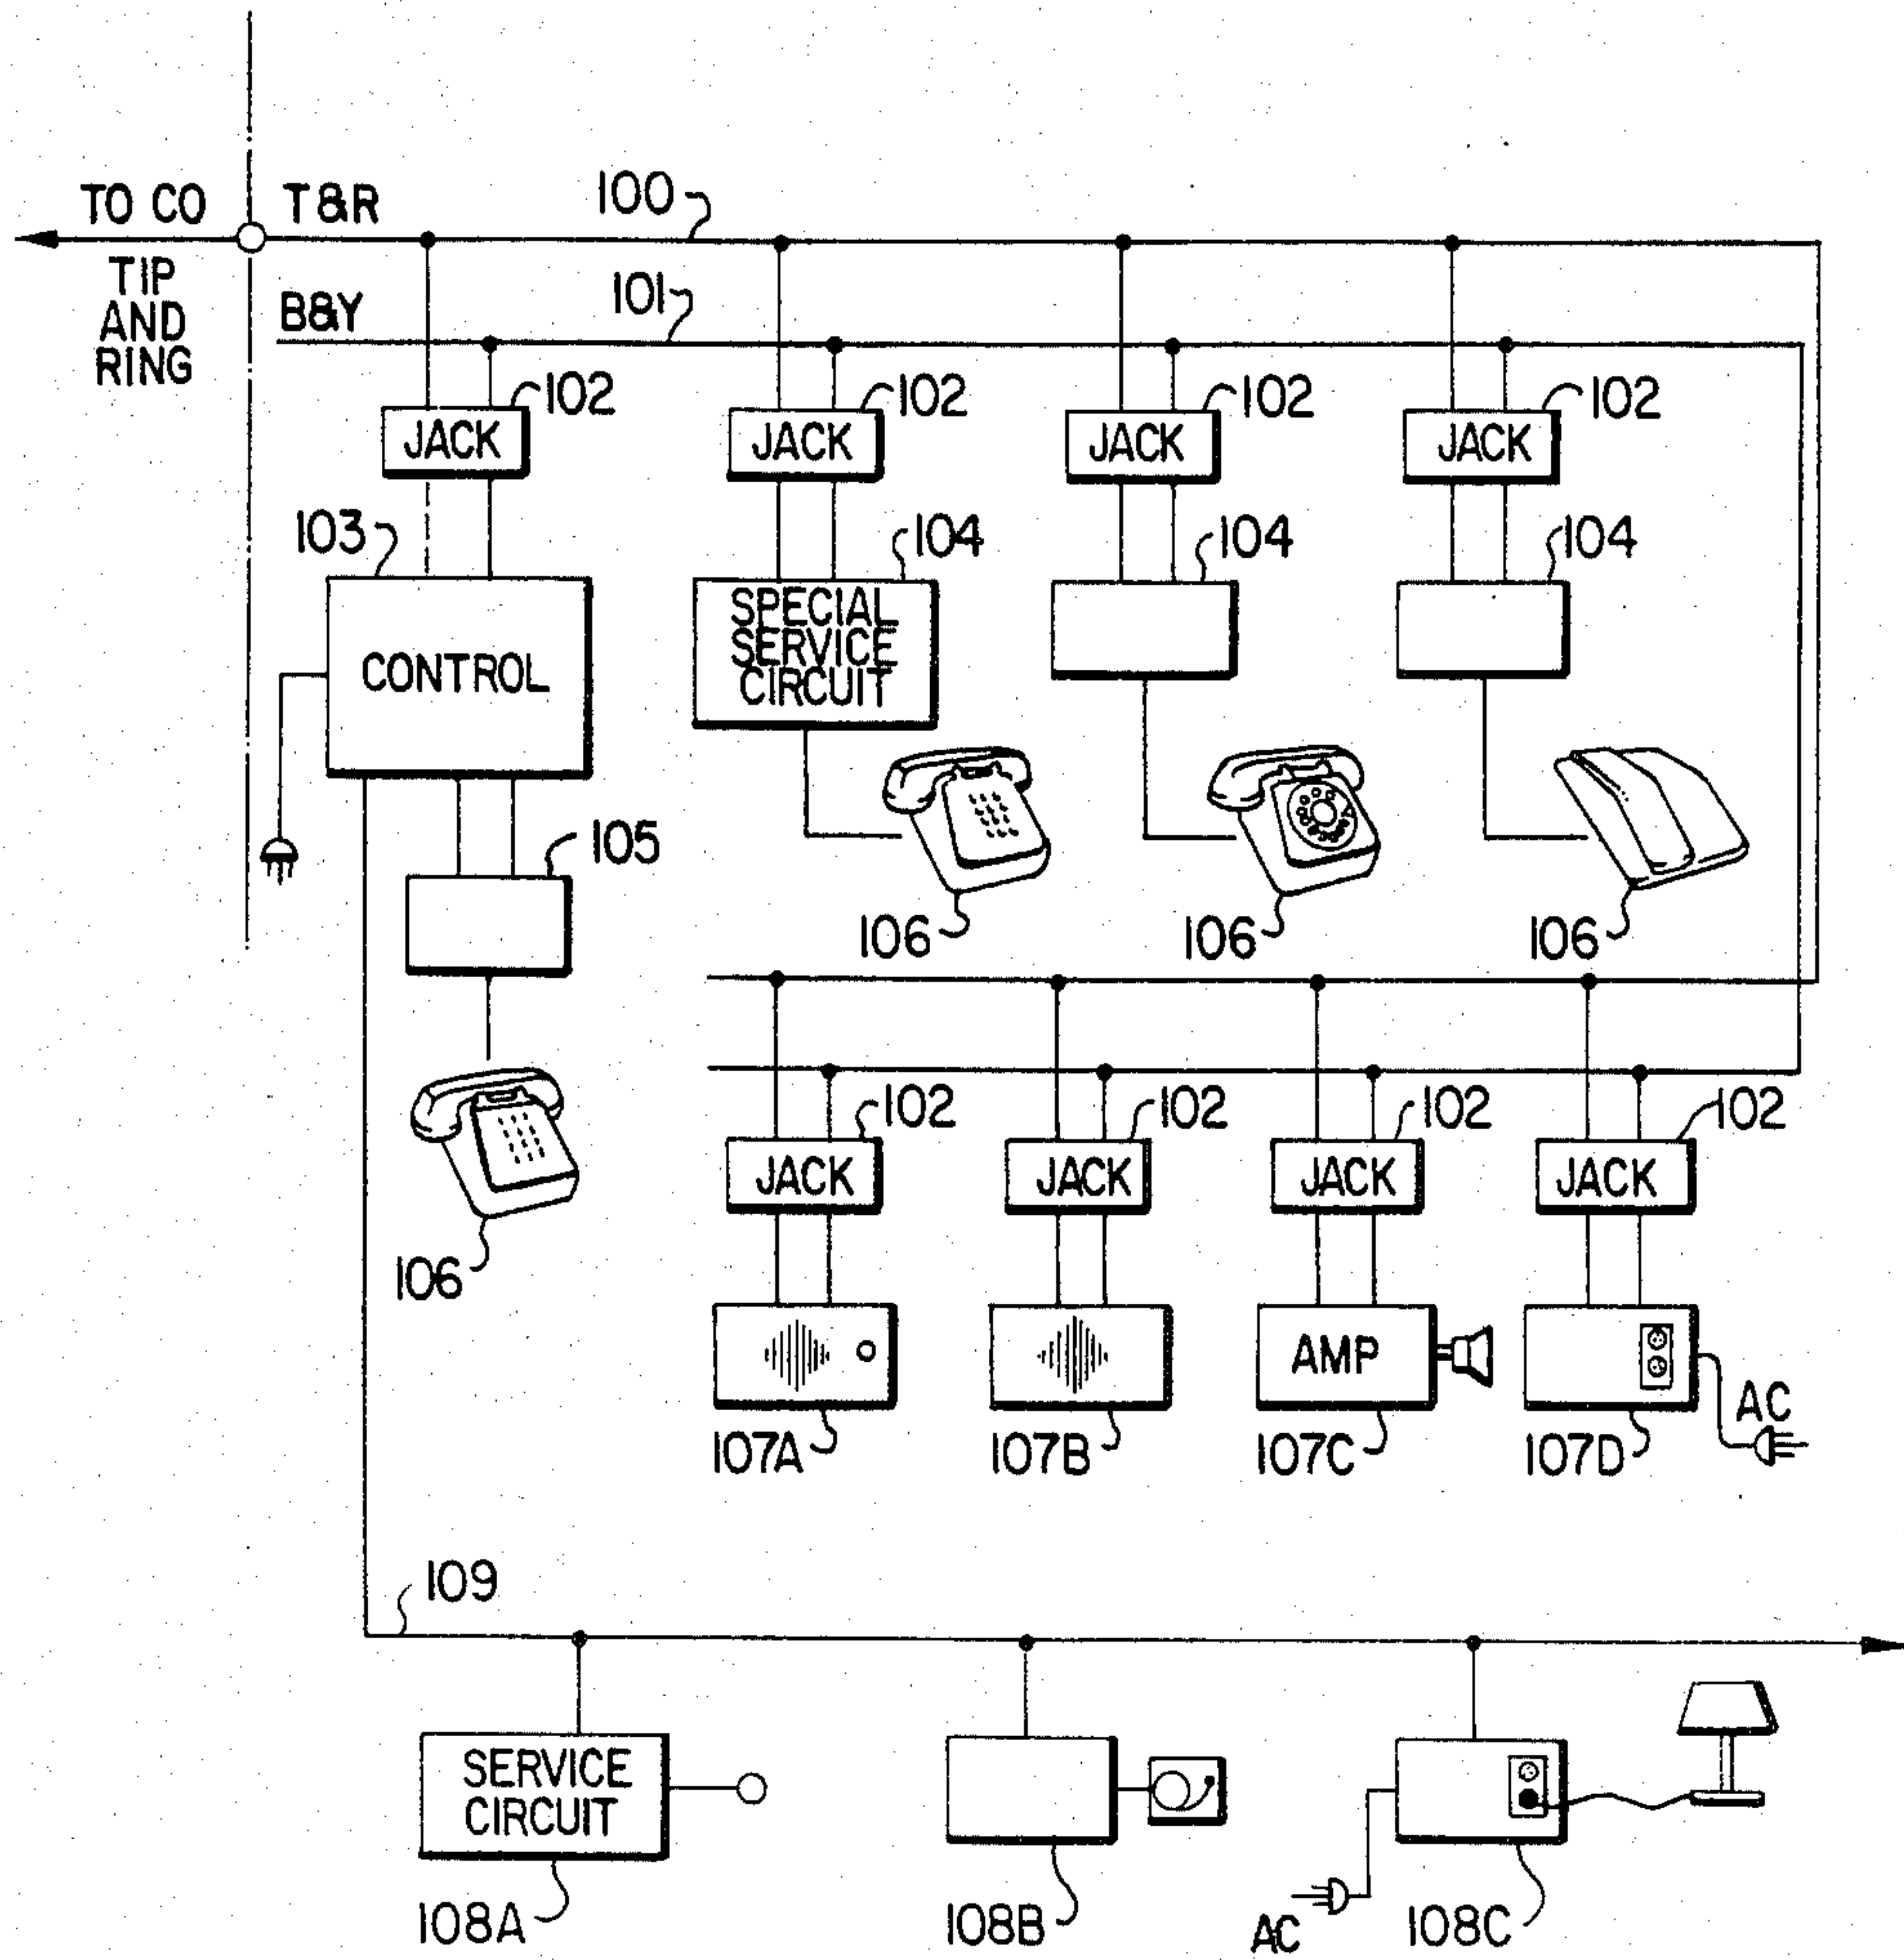 TO CO
T&R
100
TIP
AND
RING
B&Y
101
102
102
102
102
JACK
JACK
JACK
JACK
103
104
104
104
CONTROL
SPECIAL
SERVICE
CIRCUIT
105
106
106
106
102
102
102
102
JACK
JACK
JACK
JACK
106
AMP
AC
107A
107B
107C
107D
109
SERVICE
CIRCUIT
108A
108B
AC
108C